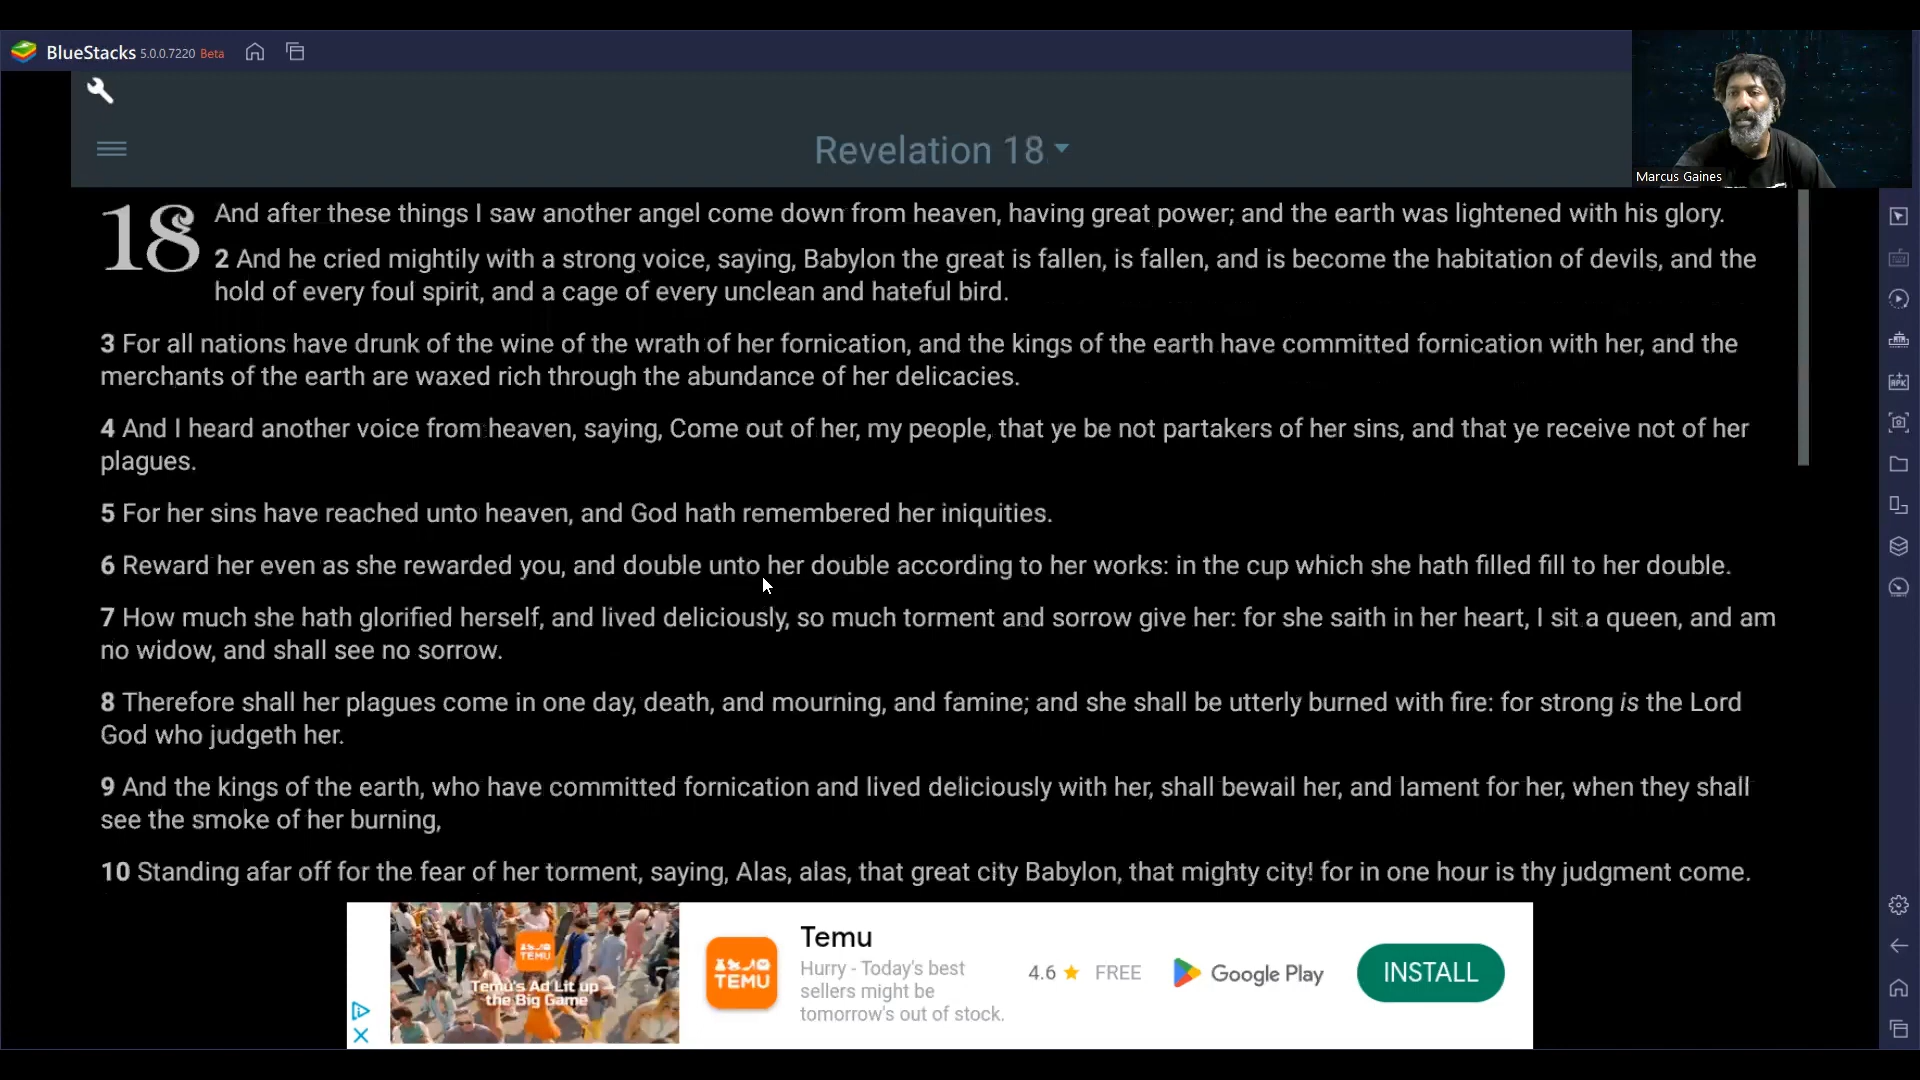 BlueStacks 5.0.0.7220 Beta
Marcus Gaines
Revelation 18
18 And after these things I saw another angel come down from heaven, having great power; and the earth was lightened with his glory.
2 And he cried mightily with a strong voice, saying, Babylon the great is fallen, is fallen, and is become the habitation of devils, and the
hold of every foul spirit, and a cage of every unclean and hateful bird.
3 For all nations have drunk of the wine of the wrath of her fornication, and the kings of the earth have committed fornication with her, and the
merchants of the earth are waxed rich through the abundance of her delicacies.
4 And I heard another voice from heaven, saying, Come out of her, my people, that ye be not partakers of her sins, and that ye receive not of her
plagues.
5 For her sins have reached unto heaven, and God hath remembered her iniquities.
6 Reward her even as she rewarded you, and double unto her double according to her works: in the cup which she hath filled fill to her double.
7 How much she hath glorified herself, and lived deliciously, so much torment and sorrow give her: for she saith in her heart, I sit a queen, and am
no widow, and shall see no sorrow.
8 Therefore shall her plagues come in one day, death, and mourning, and famine; and she shall be utterly burned with fire: for strong is the Lord
God who judgeth her.
9 And the kings of the earth, who have committed fornication and lived deliciously with her, shall bewail her, and lament for her, when they shall
see the smoke of her burning,
10 Standing afar off for the fear of her torment, saying, Alas, alas, that great city Babylon, that mighty city! for in one hour is thy judgment come.
TEMU
Temu's Ad Lit up
the Big Game
TEMU
Temu
Hurry - Today's best
sellers might be
tomorrow's out of stock.
4.6 FREE
Google Play
INSTALL